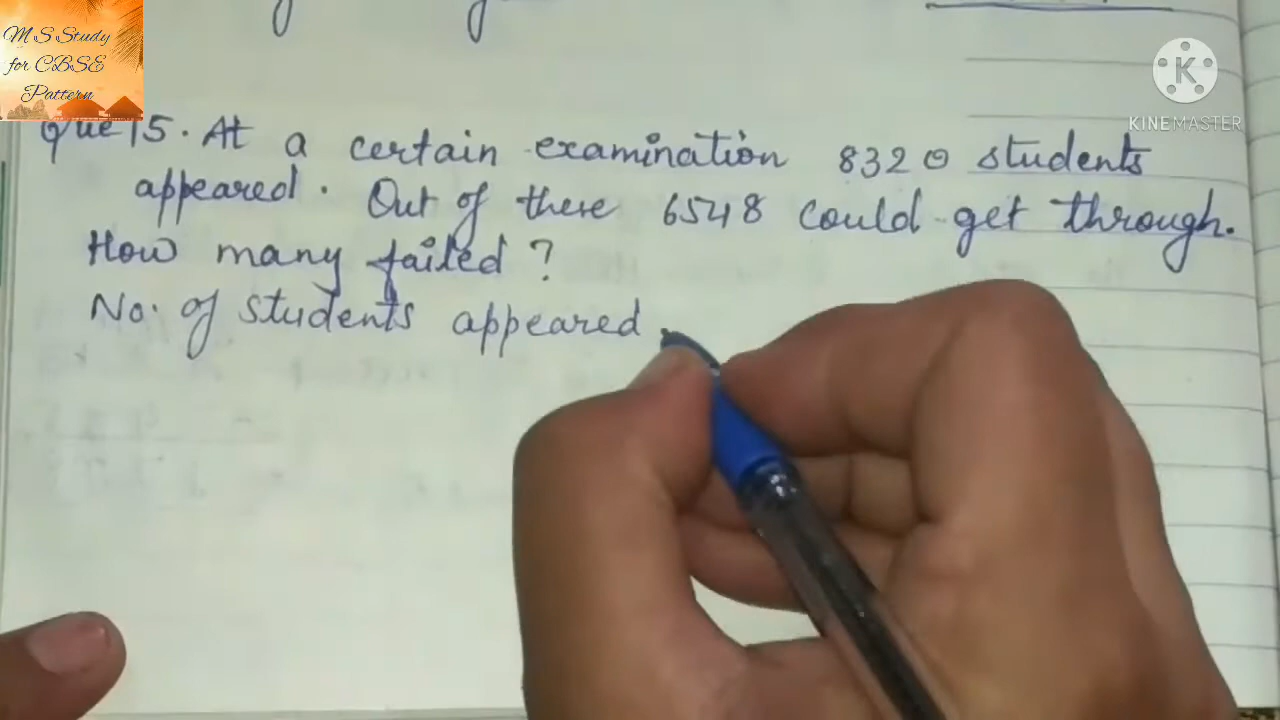 M S Study
for CBSE
Pattern
KINEMASTER
Que 15. At a certain examination 8320 students
appeared. Out of there 6548 could get through.
How many failed ?
No. of students appeared